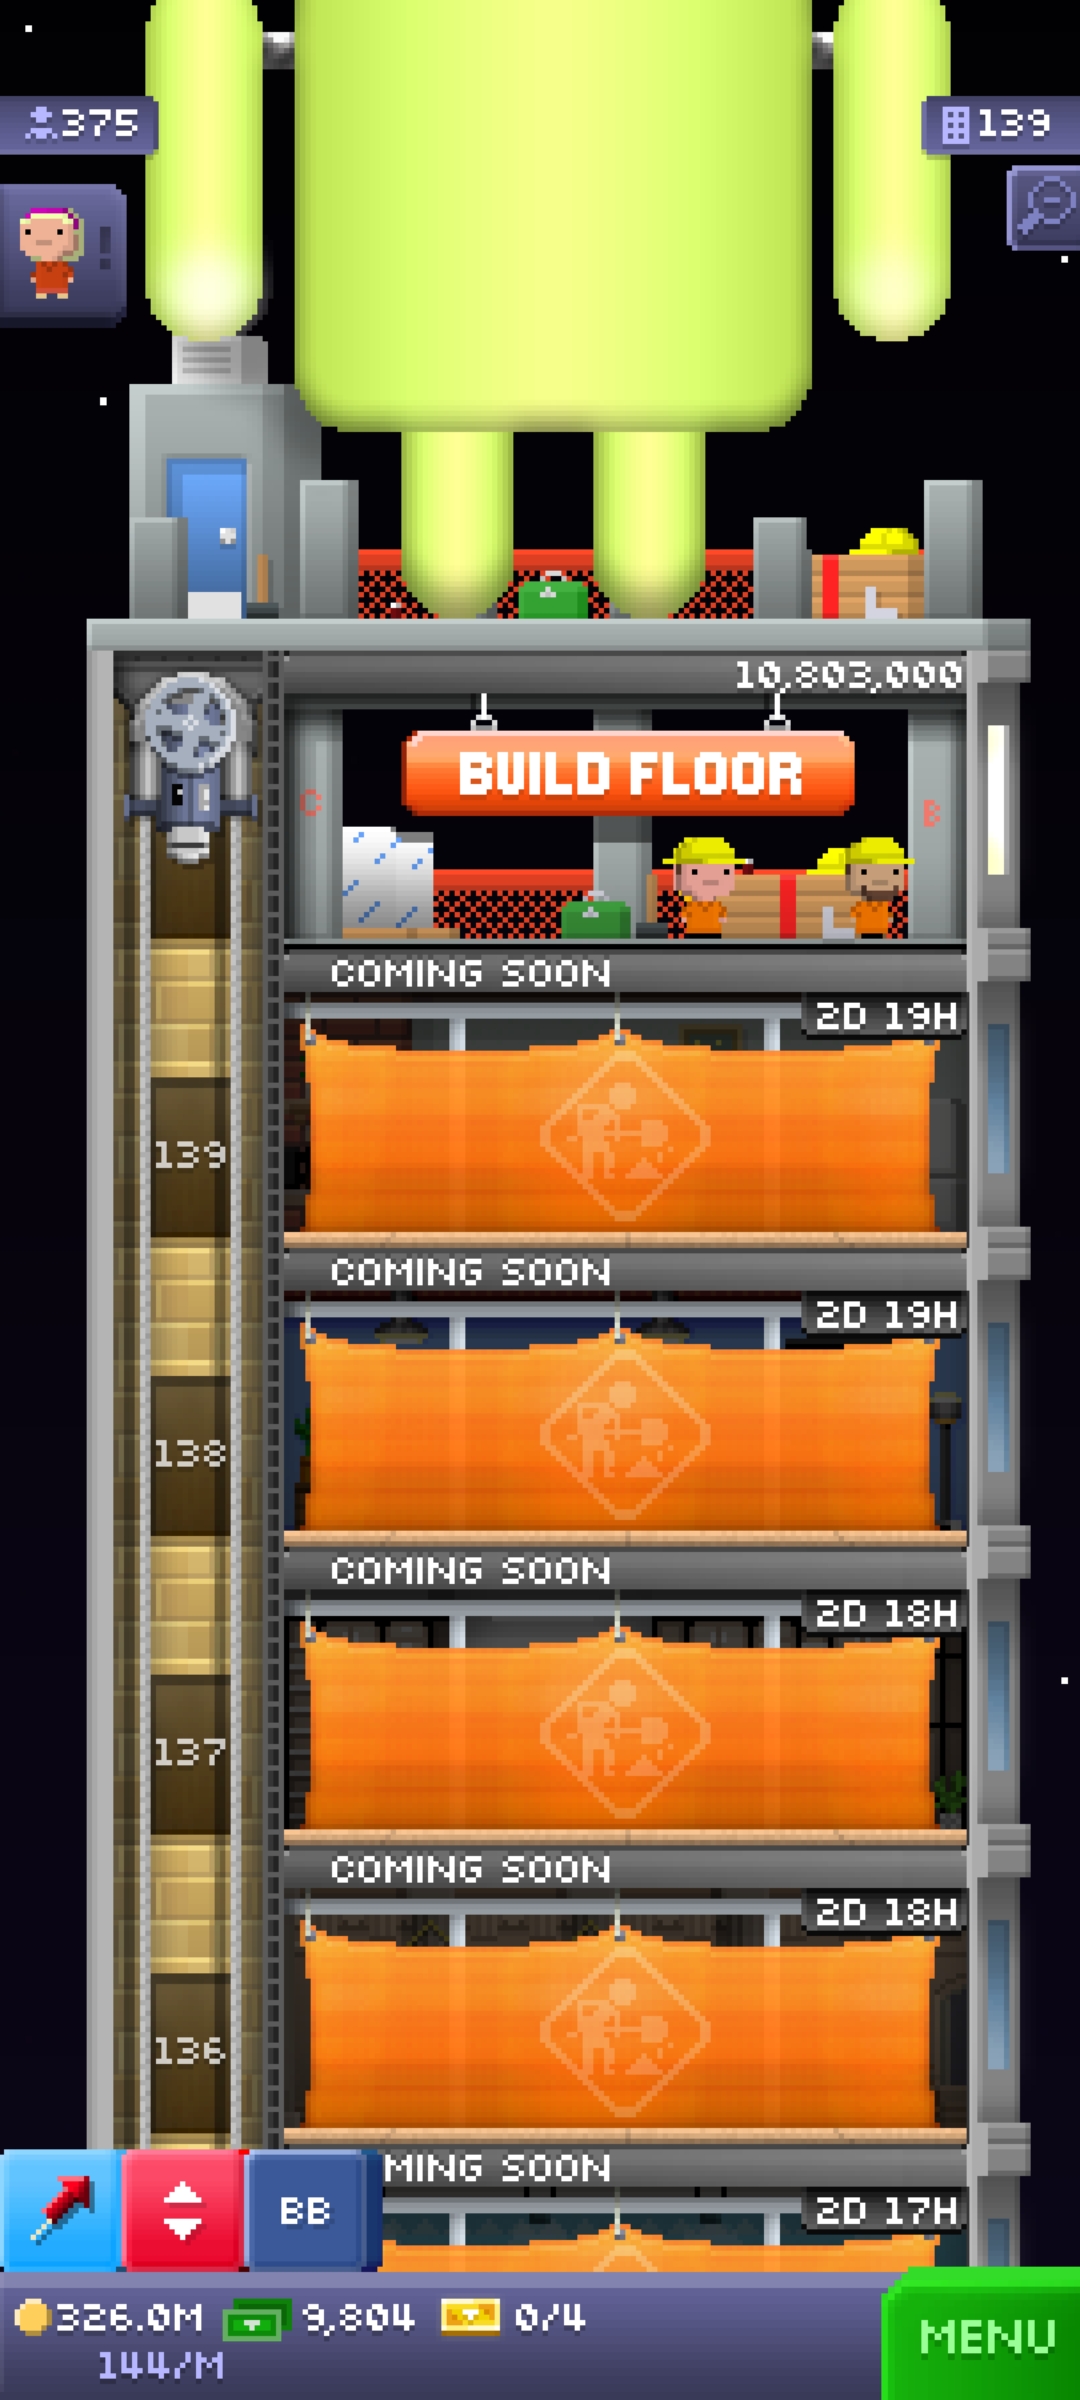 375
139
!
10,803,000
BUILD FLOOR
C
B
COMING SOON
2D 19H
139
COMING SOON
2D 19H
138
COMING SOON
2D 18H
137
COMING SOON
2D 18H
136
MING SOON
2D 17H
BB
326.0M 9,804 0/4
144/M
MENU